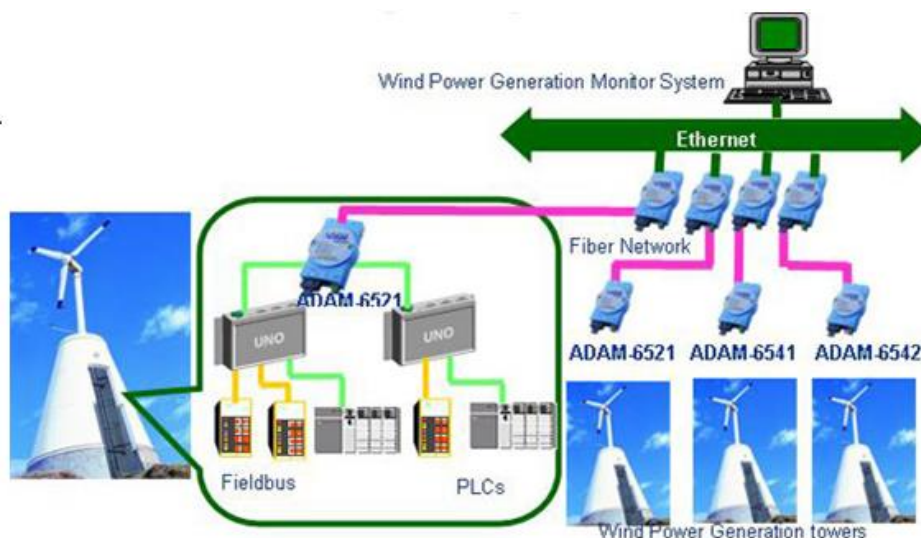 Wind Power Generation Monitor System
Ethernet
Fiber Network
ADAM-6521
UNO
UNO
ADAM-6521 ADAM-6541 ADAM-6542
Fieldbus
PLCs
Wind Power Generation towers